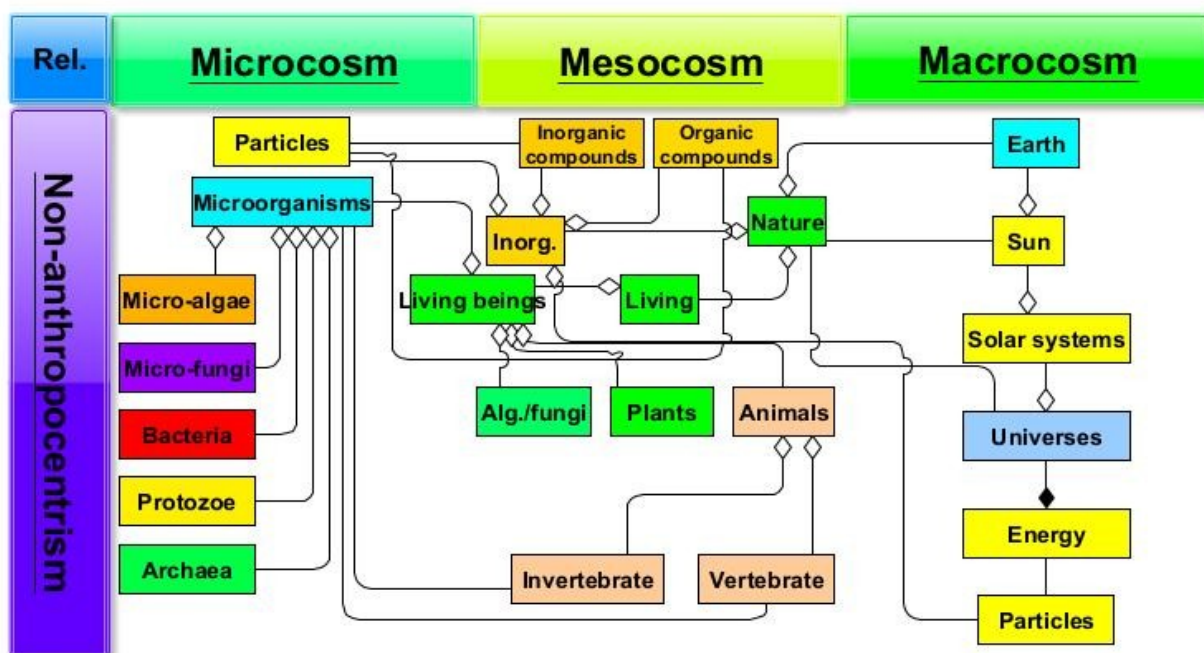 Rel.
Microcosm
Mesocosm
Macrocosm
Non-anthropocentrism
Particles
Inorganic
compounds
Organic
compounds
Earth
Microorganisms
Inorg.
Nature
Sun
Micro-algae
Living beings
Living
Solar systems
Micro-fungi
Alg./fungi
Plants
Animals
Bacteria
Universes
Protozoe
Energy
Archaea
Invertebrate
Vertebrate
Particles